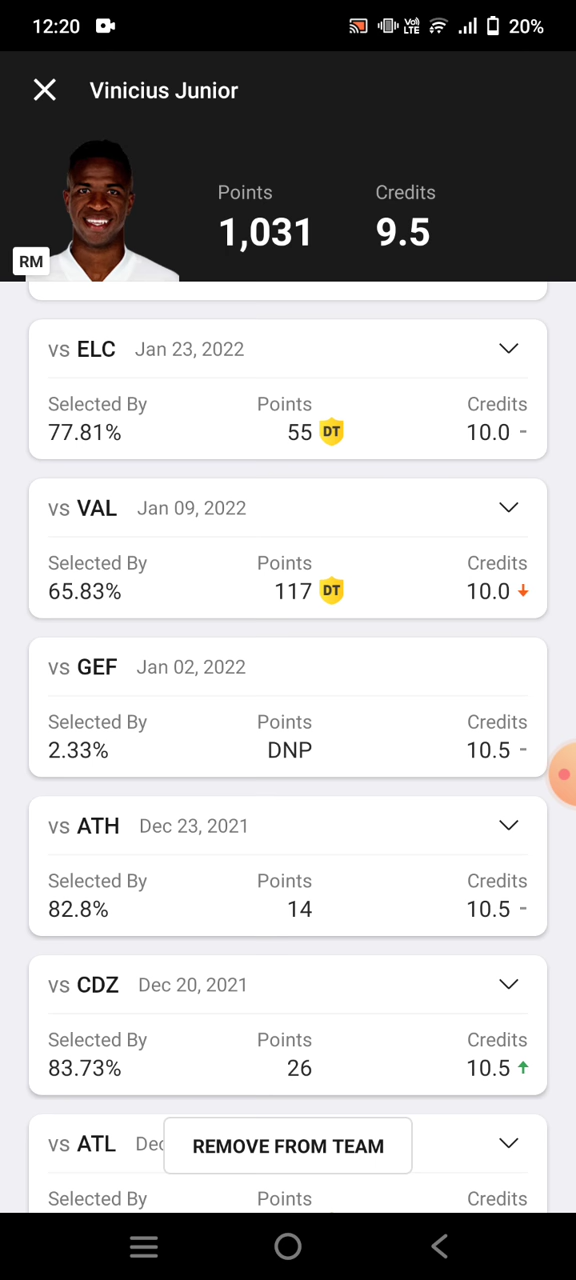 12:20 Vo) LTE 20%
Vinicius Junior
Points Credits
1,031 9.5
RM
vs ELC Jan 23, 2022
Selected By Points Credits
77.81% 55 DT 10.0 -
vs VAL Jan 09, 2022
Selected By Points Credits
65.83% 117 DT 10.0
vs GEF Jan 02, 2022
Selected By Points Credits
2.33% DNP 10.5 -
vs ATH Dec 23, 2021
Selected By Points Credits
82.8% 14 10.5 -
vs CDZ Dec 20, 2021
Selected By Points Credits
83.73% 26 10.5
vs ATL Dec
REMOVE FROM TEAM
Selected By Points Credits